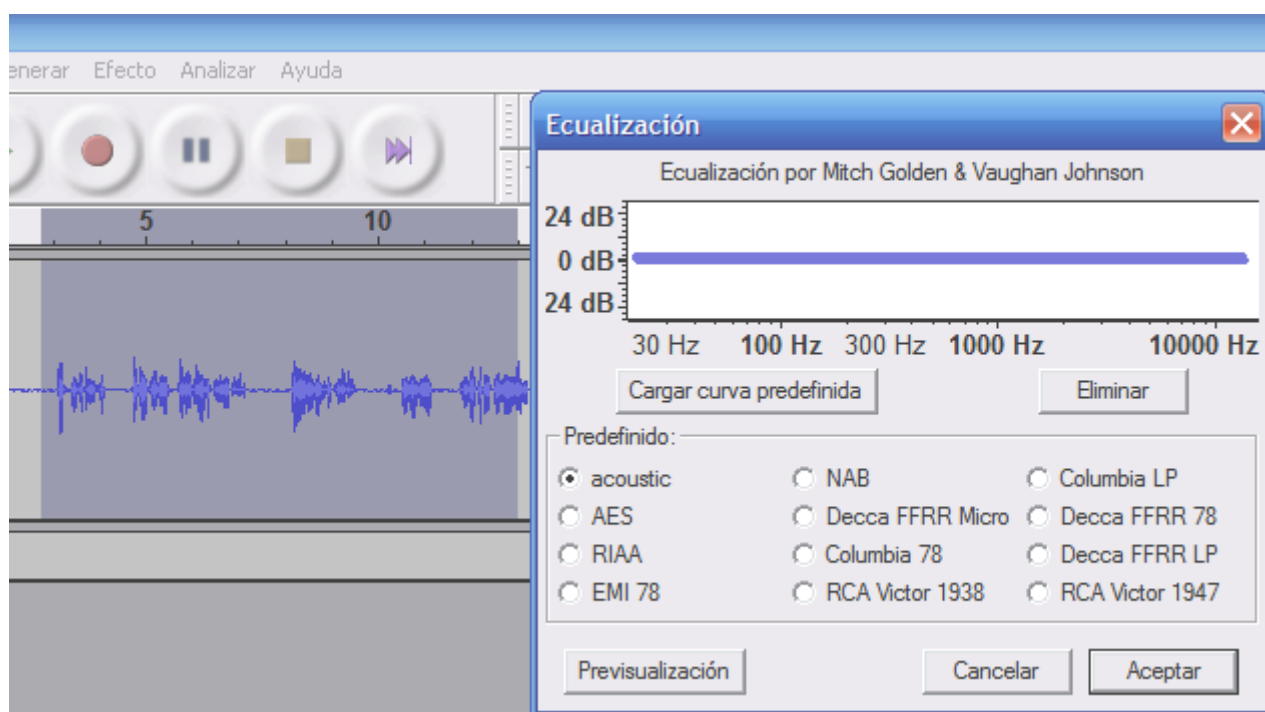 enerar Efecto Analizar Ayuda
Ecualización
Ecualización por Mitch Golden & Vaughan Johnson
5 10
24 dB
0 dB
24 dB
30 Hz 100 Hz 300 Hz 1000 Hz 10000 Hz
Cargar curva predefinida Eliminar
Predefinido:
acoustic NAB Columbia LP
AES Decca FFRR Micro Decca FFRR 78
RIAA Columbia 78 Decca FFRR LP
EMI 78 RCA Victor 1938 RCA Victor 1947
Previsualización Cancelar Aceptar